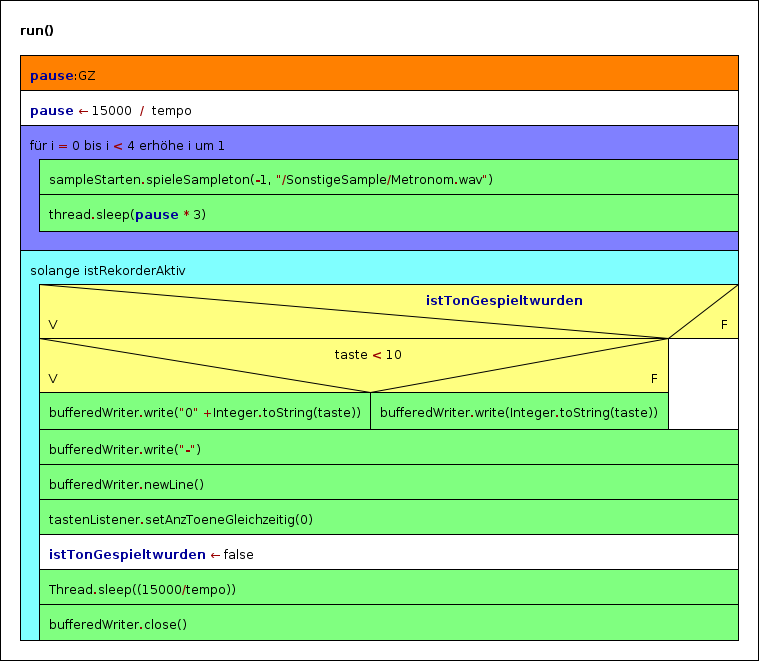 run()
pause:GZ
pause ← 15000 / tempo
für i = 0 bis i < 4 erhöhe i um 1
sampleStarten.spieleSampleton(-1, "/SonstigeSample/Metronom.wav")
thread.sleep(pause * 3)
solange istRekorderAktiv
istTonGespieltwurden
V F
taste < 10
V F
bufferedWriter.write("0" +Integer.toString(taste)) bufferedWriter.write(Integer.toString(taste))
bufferedWriter.write("-")
bufferedWriter.newLine()
tastenListener.setAnzToeneGleichzeitig(0)
istTonGespieltwurden ← false
Thread.sleep((15000/tempo))
bufferedWriter.close()